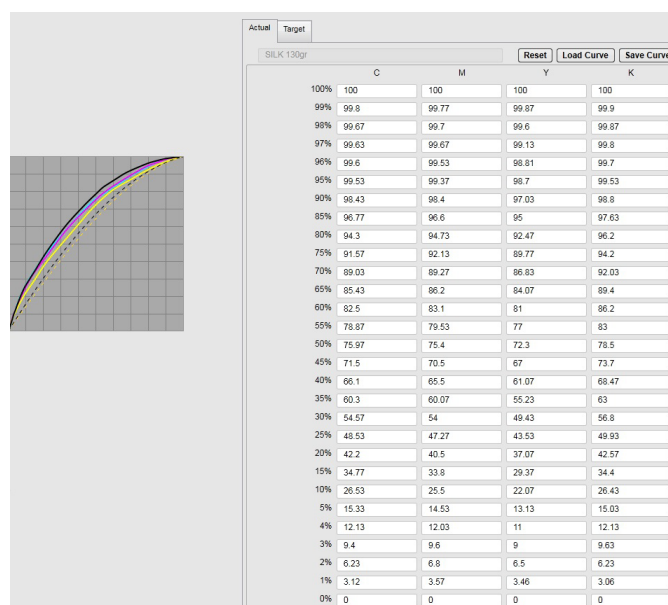 Actual Target
SILK 130gr Reset Load Curve Save Curve
C M Y K
100% 100 100 100 100
99% 99.8 99.77 99.87 99.9
98% 99.67 99.7 99.6 99.87
97% 99.63 99.67 99.13 99.8
96% 99.6 99.53 98.81 99.7
95% 99.53 99.37 98.7 99.53
90% 98.43 98.4 97.03 98.8
85% 96.77 96.6 95 97.63
80% 94.3 94.73 92.47 96.2
75% 91.57 92.13 89.77 94.2
70% 89.03 89.27 86.83 92.03
65% 85.43 86.2 84.07 89.4
60% 82.5 83.1 81 86.2
55% 78.87 79.53 77 83
50% 75.97 75.4 72.3 78.5
45% 71.5 70.5 67 73.7
40% 66.1 65.5 61.07 68.47
35% 60.3 60.07 55.23 63
30% 54.57 54 49.43 56.8
25% 48.53 47.27 43.53 49.93
20% 42.2 40.5 37.07 42.57
15% 34.77 33.8 29.37 34.4
10% 26.53 25.5 22.07 26.43
5% 15.33 14.53 13.13 15.03
4% 12.13 12.03 11 12.13
3% 9.4 9.6 9 9.63
2% 6.23 6.8 6.5 6.23
1% 3.12 3.57 3.46 3.06
0% 0 0 0 0